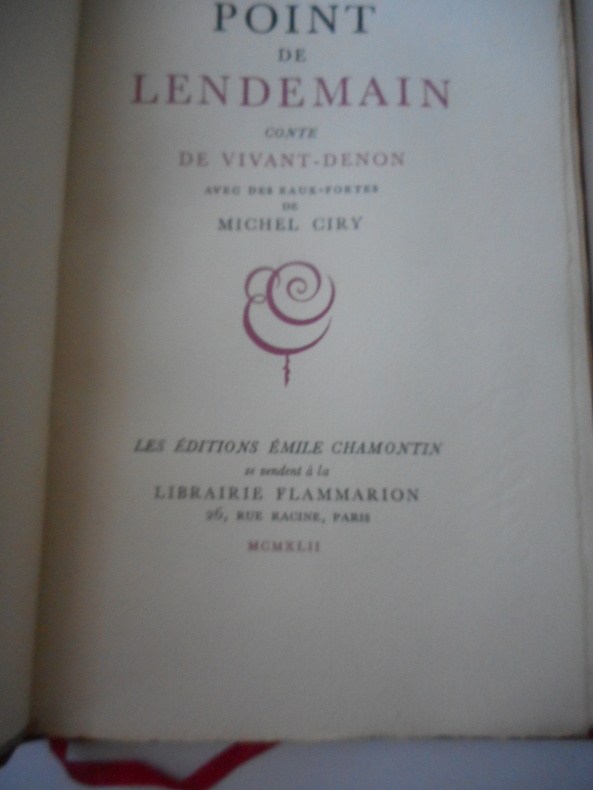 POINT
DE
LENDEMAIN
CONTE
DE VIVANT-DENON
AVEC DES EAUX-FORTES
DE
MICHEL CIRY
LES ÉDITIONS ÉMILE CHAMONTIN
se vendent à la
LIBRAIRIE FLAMMARION
26, RUE RACINE, PARIS
MCMXLII